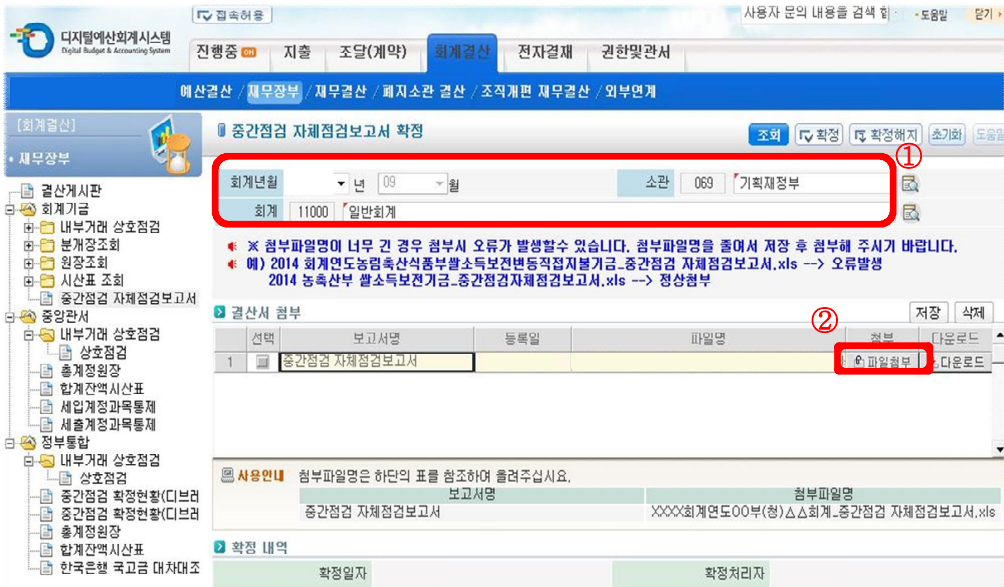 접속허용
사용자 문의 내용을 검색 힙
도움말
닫기
디지털예산회계시스템
Digital Budget & Accounting System
진행중 ON 지출 조달(계약) 회계결산 전자결재 권한및관서
예산결산 / 재무장부 / 재무결산 / 폐지소관 결산 / 조직개편 재무결산 / 외부연계
[회계결산]
• 재무장부
중간점검 자체점검보고서 확정
조회 확정 확정해지 초기화 도움말
①
회계년월 년 09 월 소관 069 기획재정부
회계 11000 일반회계
결산게시판
회계기금
내부거래 상호점검
분개장조회
원장조회
시산표 조회
중간점검 자체점검보고서
중앙관서
내부거래 상호점검
상호점검
총계정원장
합계잔액시산표
세입계정과목통제
세출계정과목통제
정부통합
내부거래 상호점검
상호점검
중간점검 확정현황(디브러
중간점검 확정현황(디브러
총계정원장
합계잔액시산표
한국은행 국고금 대차대조
※ 첨부파일명이 너무 긴 경우 첨부시 오류가 발생할수 있습니다. 첨부파일명을 줄여서 저장 후 첨부해 주시기 바랍니다.
예) 2014 회계연도농림축산식품부쌀소득보전변동직접지불기금_중간점검 자체점검보고서.xls --> 오류발생
2014 농축산부 쌀소득보전기금_중간점검자체점검보고서.xls --> 정상첨부
결산서 첨부
②
저장 삭제
선택 보고서명 등록일 파일명 첨부 다운로드
1 중간점검 자체점검보고서 파일첨부 다운로드
사용안내 첨부파일명은 하단의 표를 참조하여 올려주십시요.
보고서명 첨부파일명
중간점검 자체점검보고서 XXXX회계연도OO부(청)△△회계_중간점검 자체점검보고서.xls
확정 내역
확정일자 확정처리자